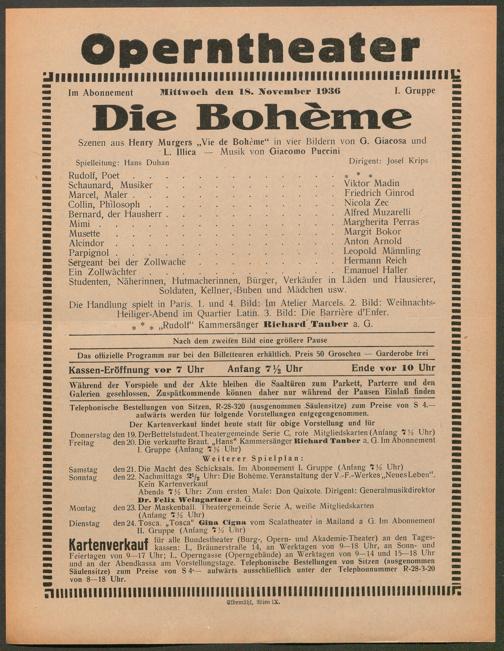 Operntheater
Im Abonnement Mittwoch den 18. November 1936 I. Gruppe
Die Bohème
Szenen aus Henry Murgers „Vie de Bohème" in vier Bildern von G. Giacosa und
L. Illica — Musik von Giacomo Puccini
Spielleitung: Hans Duhan Dirigent: Josef Krips
Rudolf, Poet * * *
Schaunard, Musiker Viktor Madin
Marcel, Maler Friedrich Ginrod
Collin, Philosoph Nicola Zec
Bernard, der Hausherr Alfred Muzarelli
Mimi Margherita Perras
Musette Margit Bokor
Alcindor Anton Arnold
Parpignol Leopold Männling
Sergeant bei der Zollwache Hermann Reich
Ein Zollwächter Emanuel Haller
Studenten, Näherinnen, Hutmacherinnen, Bürger, Verkäufer in Läden und Hausierer,
Soldaten, Kellner, Buben und Mädchen usw.
Die Handlung spielt in Paris. 1. und 4. Bild: Im Atelier Marcels. 2. Bild: Weihnachts-
Heiliger-Abend im Quartier Latin. 3. Bild: Die Barrière d'Enfer.
* * * „Rudolf" Kammersänger Richard Tauber a. G.
Nach dem zweiten Bild eine größere Pause
Das offizielle Programm nur bei den Billetteuren erhältlich. Preis 50 Groschen — Garderobe frei
Kassen-Eröffnung vor 7 Uhr Anfang 7½ Uhr Ende vor 10 Uhr
Während der Vorspiele und der Akte bleiben die Saaltüren zum Parkett, Parterre und den
Galerien geschlossen. Zuspätkommende können daher nur während der Pausen Einlaß finden
Telephonische Bestellungen von Sitzen, R-28-320 (ausgenommen Säulensitze) zum Preise von S 4.—
aufwärts werden für folgende Vorstellungen entgegengenommen.
Der Kartenverkauf findet heute statt für obige Vorstellung und für
Donnerstag den 19. Der Bettelstudent. Theatergemeinde Serie C, rote Mitgliedskarten (Anfang 7½ Uhr)
Freitag den 20. Die verkaufte Braut. „Hans" Kammersänger Richard Tauber a. G. Im Abonnement
I. Gruppe (Anfang 7½ Uhr)
Weiterer Spielplan:
Samstag den 21. Die Macht des Schicksals. Im Abonnement I. Gruppe (Anfang 7½ Uhr)
Sonntag den 22. Nachmittags 2½ Uhr: Die Bohème. Veranstaltung der V.-F.-Werkes „Neues Leben".
Kein Kartenverkauf
Abends 7½ Uhr: Zum ersten Male: Don Quixote. Dirigent: Generalmusikdirektor
Dr. Felix Weingartner a. G.
Montag den 23. Der Maskenball. Theatergemeinde Serie A, weiße Mitgliedskarten
(Anfang 7½ Uhr)
Dienstag den 24. Tosca. „Tosca" Gina Cigna vom Scalatheater in Mailand a G. Im Abonnement
II. Gruppe (Anfang 7½ Uhr)
Kartenverkauf für alle Bundestheater (Burg-, Opern- und Akademie-Theater) an den Tages-
kassen: I., Bräunerstraße 14, an Werktagen von 9—18 Uhr, an Sonn- und
Feiertagen von 9—17 Uhr; I., Operngasse (Operngebäude) an Werktagen von 9—14 und 15—18 Uhr
und an der Abendkassa am Vorstellungstage. Telephonische Bestellungen von Sitzen (ausgenommen
Säulensitze) zum Preise von S 4·— aufwärts ausschließlich unter der Telephonnummer R-28-3-20
von 8—18 Uhr.
Elbemühl, Wien IX.